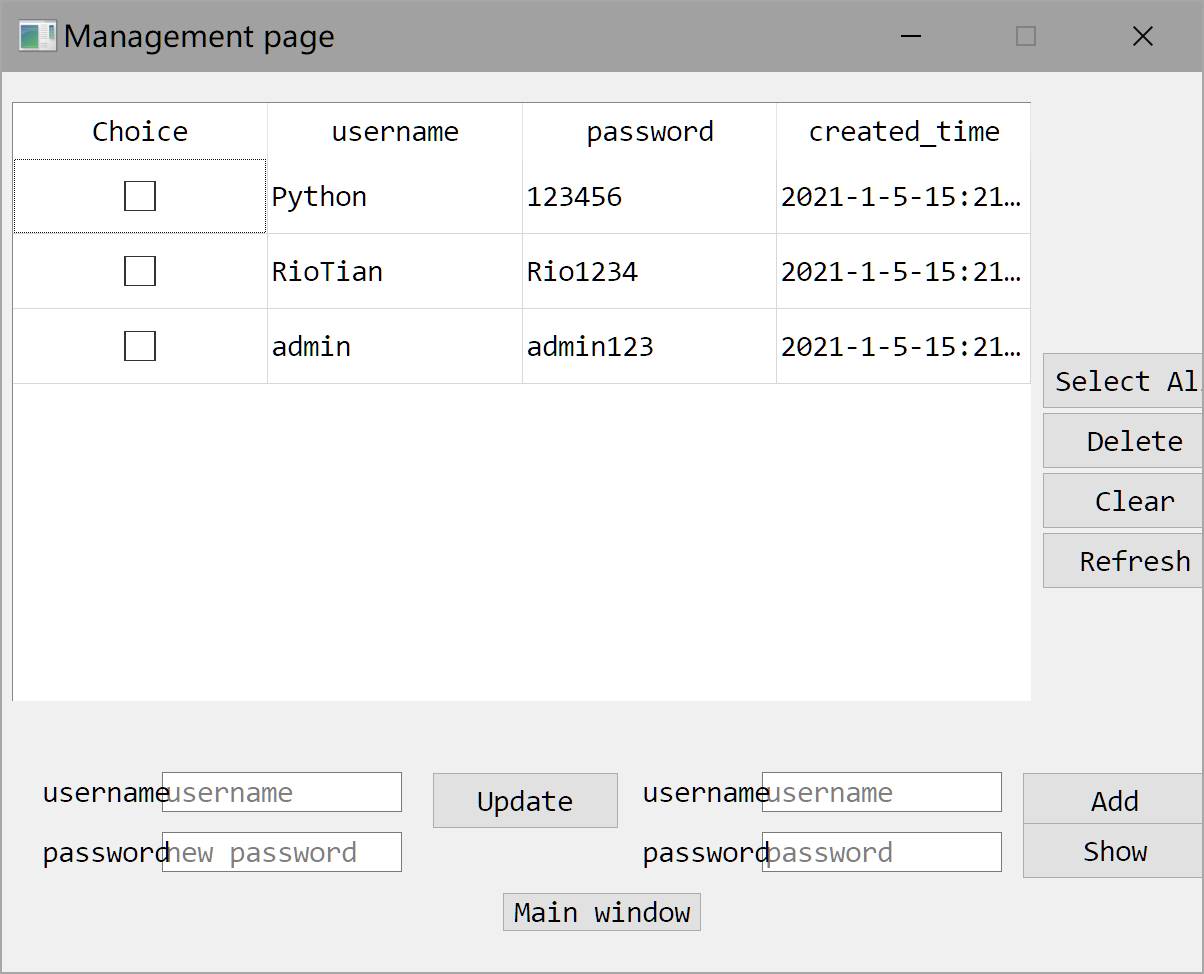 Management page
Choice username password created_time
Python 123456 2021-1-5-15:21…
RioTian Rio1234 2021-1-5-15:21…
admin admin123 2021-1-5-15:21…
Select Al
Delete
Clear
Refresh
username username Update username username Add
password new password password password Show
Main window